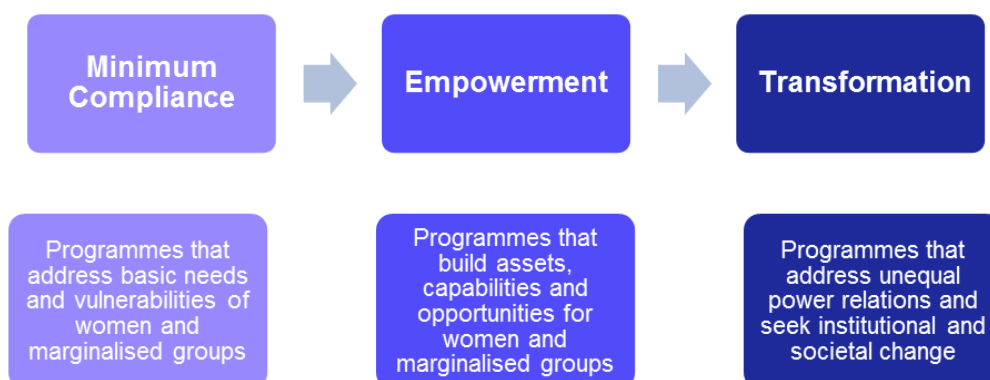 Minimum
Compliance
Empowerment
Transformation
Programmes that
address basic needs
and vulnerabilities of
women and
marginalised groups
Programmes that
build assets,
capabilities and
opportunities for
women and
marginalised groups
Programmes that
address unequal
power relations and
seek institutional and
societal change